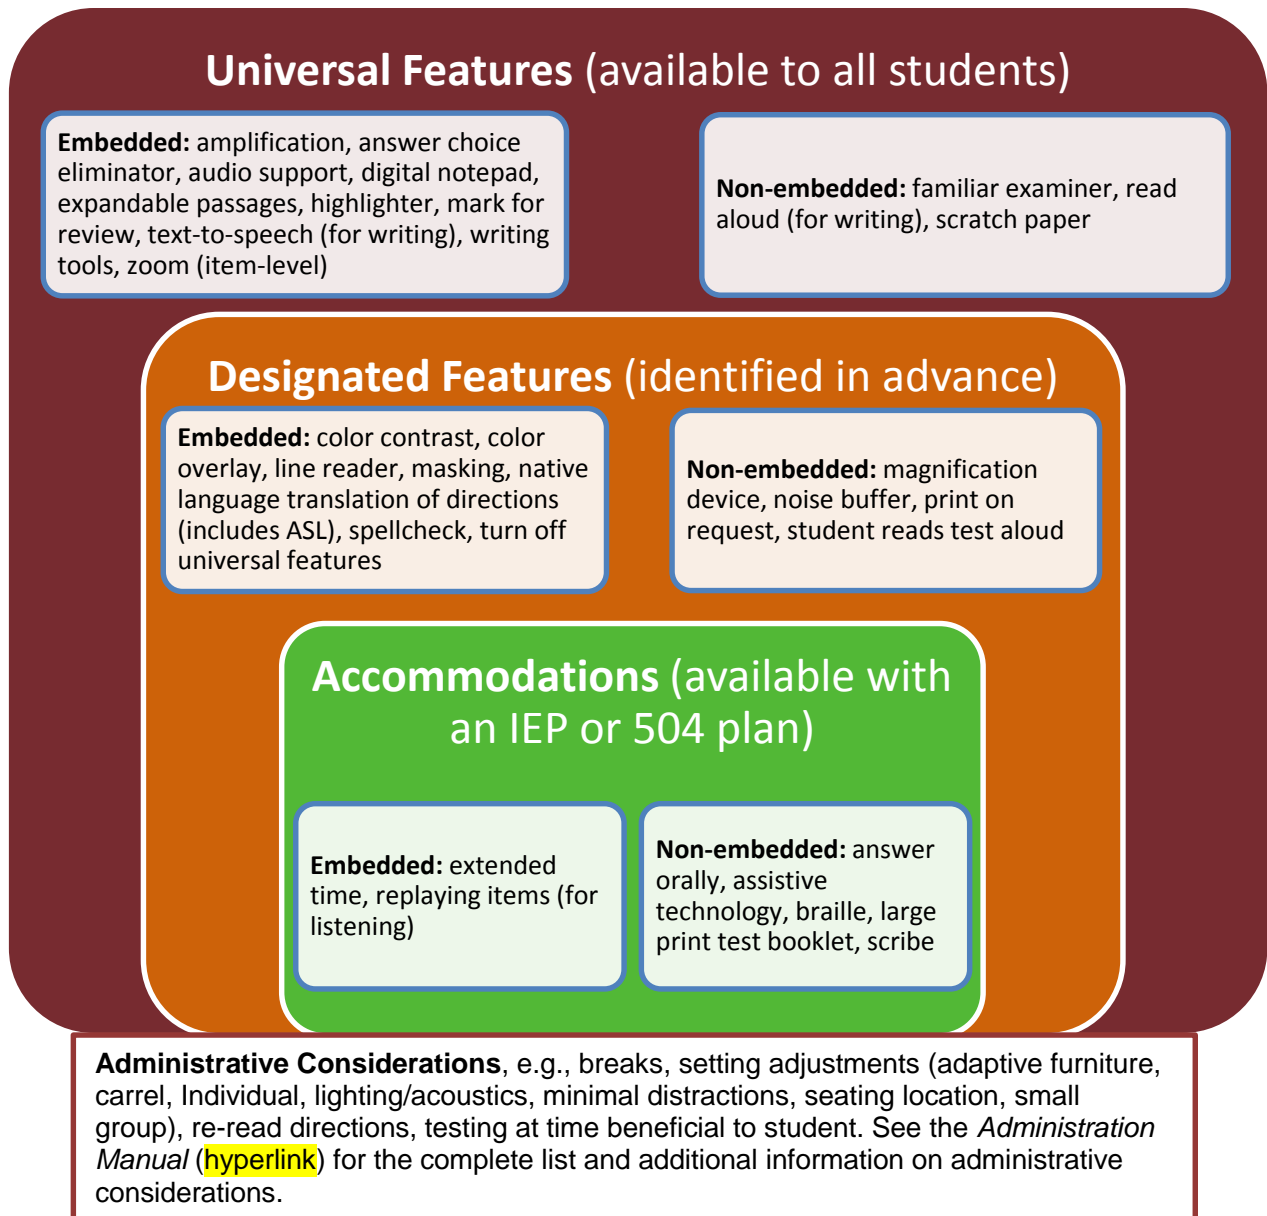 Universal Features (available to all students)
Embedded: amplification, answer choice
eliminator, audio support, digital notepad,
expandable passages, highlighter, mark for
review, text-to-speech (for writing), writing
tools, zoom (item-level)
Non-embedded: familiar examiner, read
aloud (for writing), scratch paper
Designated Features (identified in advance)
Embedded: color contrast, color
overlay, line reader, masking, native
language translation of directions
(includes ASL), spellcheck, turn off
universal features
Non-embedded: magnification
device, noise buffer, print on
request, student reads test aloud
Accommodations (available with
an IEP or 504 plan)
Embedded: extended
time, replaying items (for
listening)
Non-embedded: answer
orally, assistive
technology, braille, large
print test booklet, scribe
Administrative Considerations, e.g., breaks, setting adjustments (adaptive furniture,
carrel, Individual, lighting/acoustics, minimal distractions, seating location, small
group), re-read directions, testing at time beneficial to student. See the Administration
Manual (hyperlink) for the complete list and additional information on administrative
considerations.